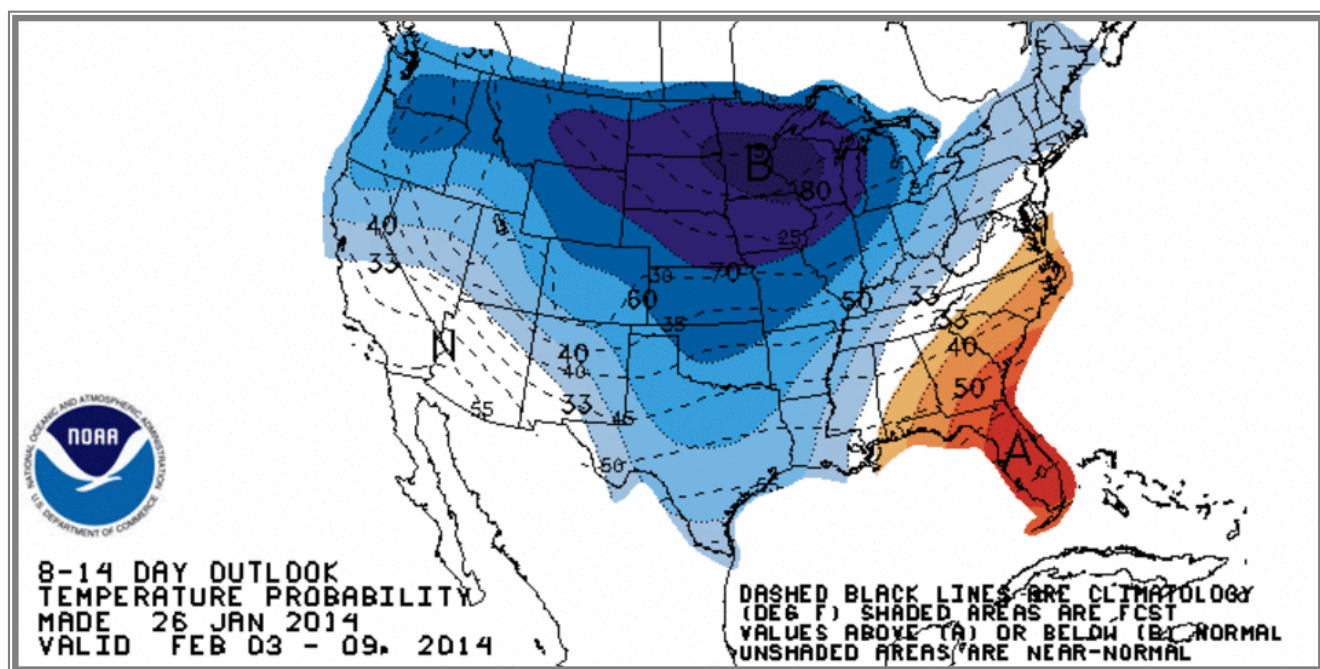 30
B
80
40
25
33
30
70
60
50
33
35
33
N
40
40
40
50
33
55
45
A
50
NOAA
NATIONAL OCEANIC AND ATMOSPHERIC ADMINISTRATION
U.S. DEPARTMENT OF COMMERCE
8-14 DAY OUTLOOK
TEMPERATURE PROBABILITY
MADE 26 JAN 2014
VALID FEB 03 - 09, 2014
DASHED BLACK LINES ARE CLIMATOLOGY
(DEG F) SHADED AREAS ARE FCST
VALUES ABOVE (A) OR BELOW (B) NORMAL
UNSHADED AREAS ARE NEAR-NORMAL